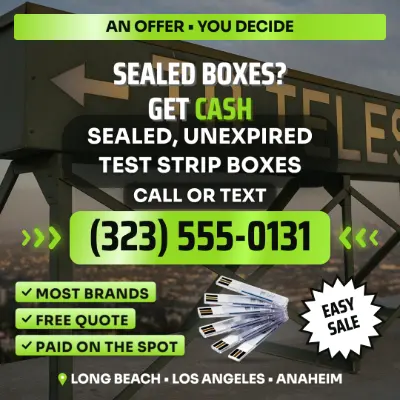 AN OFFER • YOU DECIDE
SEALED BOXES?
GET CASH
SEALED, UNEXPIRED
TEST STRIP BOXES
CALL OR TEXT
(323) 555-0131
MOST BRANDS
FREE QUOTE
PAID ON THE SPOT
EASY
SALE
LONG BEACH • LOS ANGELES • ANAHEIM